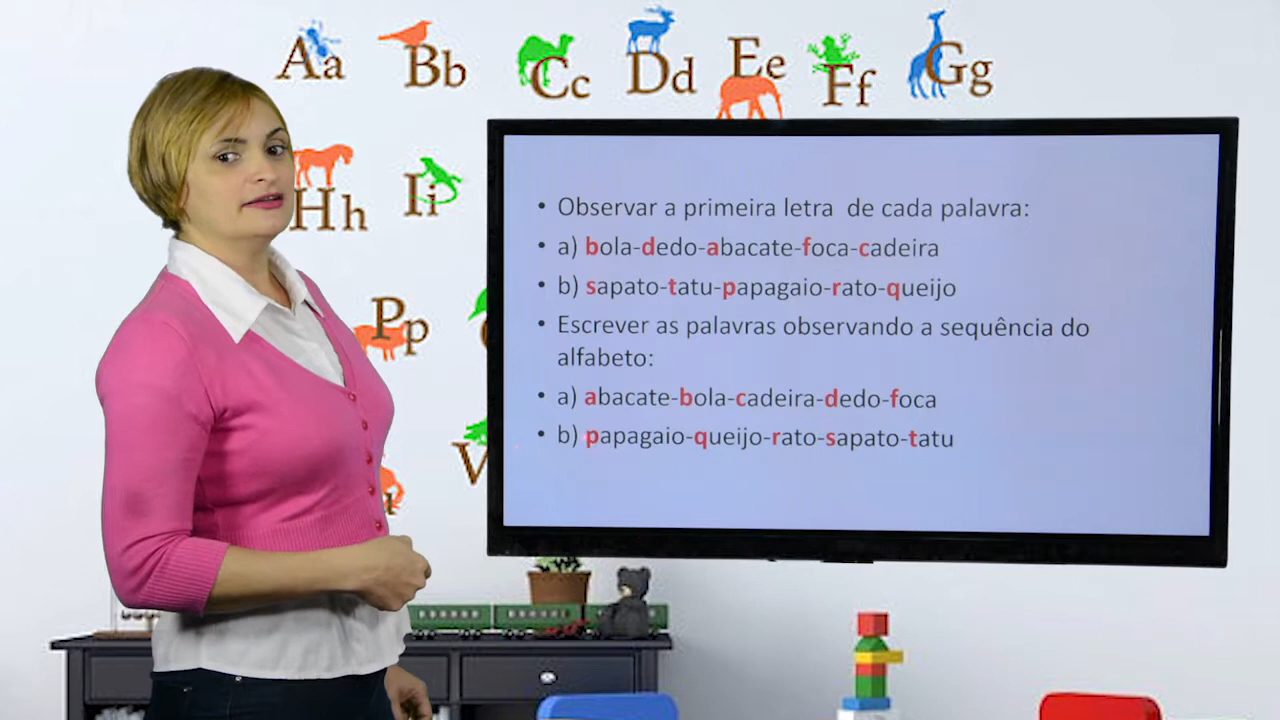 Aa
Bb
Cc
Dd
Ee
Ff
Gg
Hh
Ii
Pp
V
• Observar a primeira letra de cada palavra:
• a) bola-dedo-abacate-foca-cadeira
• b) sapato-tatu-papagaio-rato-queijo
• Escrever as palavras observando a sequência do
alfabeto:
• a) abacate-bola-cadeira-dedo-foca
• b) papagaio-queijo-rato-sapato-tatu